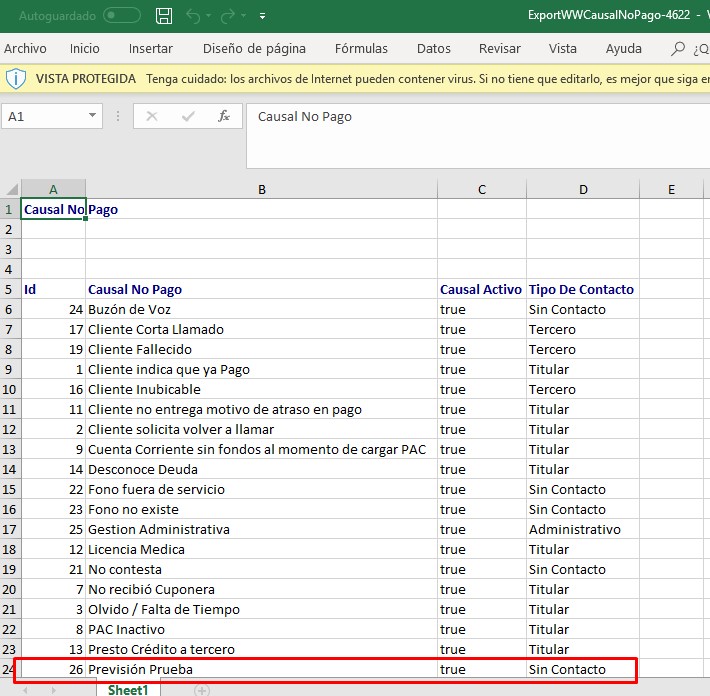 Autoguardado ExportWWCausalNoPago-4622 -
Archivo Inicio Insertar Diseño de página Fórmulas Datos Revisar Vista Ayuda
VISTA PROTEGIDA Tenga cuidado: los archivos de Internet pueden contener virus. Si no tiene que editarlo, es mejor que siga
A1 fx Causal No Pago
A B C D E
1 Causal No Pago
2
3
4
5 Id Causal No Pago Causal Activo Tipo De Contacto
6 24 Buzón de Voz true Sin Contacto
7 17 Cliente Corta Llamado true Tercero
8 19 Cliente Fallecido true Tercero
9 1 Cliente indica que ya Pago true Titular
10 16 Cliente Inubicable true Tercero
11 11 Cliente no entrega motivo de atraso en pago true Titular
12 2 Cliente solicita volver a llamar true Titular
13 9 Cuenta Corriente sin fondos al momento de cargar PAC true Titular
14 14 Desconoce Deuda true Titular
15 22 Fono fuera de servicio true Sin Contacto
16 23 Fono no existe true Sin Contacto
17 25 Gestion Administrativa true Administrativo
18 12 Licencia Medica true Titular
19 21 No contesta true Sin Contacto
20 7 No recibió Cuponera true Titular
21 3 Olvido / Falta de Tiempo true Titular
22 8 PAC Inactivo true Titular
23 13 Presto Crédito a tercero true Titular
24 26 Previsión Prueba true Sin Contacto
Sheet1